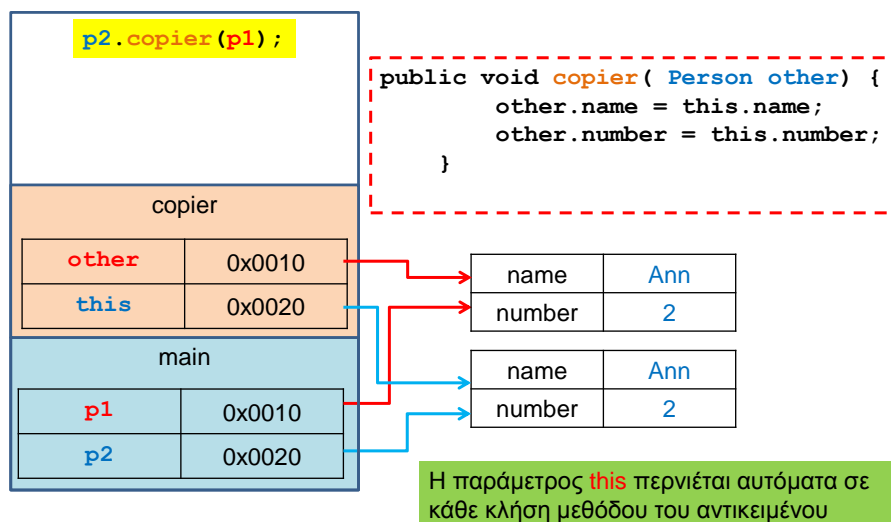 p2.copier(p1);
public void copier( Person other) {
other.name = this.name;
other.number = this.number;
}
copier
other 0x0010
this 0x0020
main
p1 0x0010
p2 0x0020
name Ann
number 2
name Ann
number 2
Η παράμετρος this περνιέται αυτόματα σε
κάθε κλήση μεθόδου του αντικειμένου